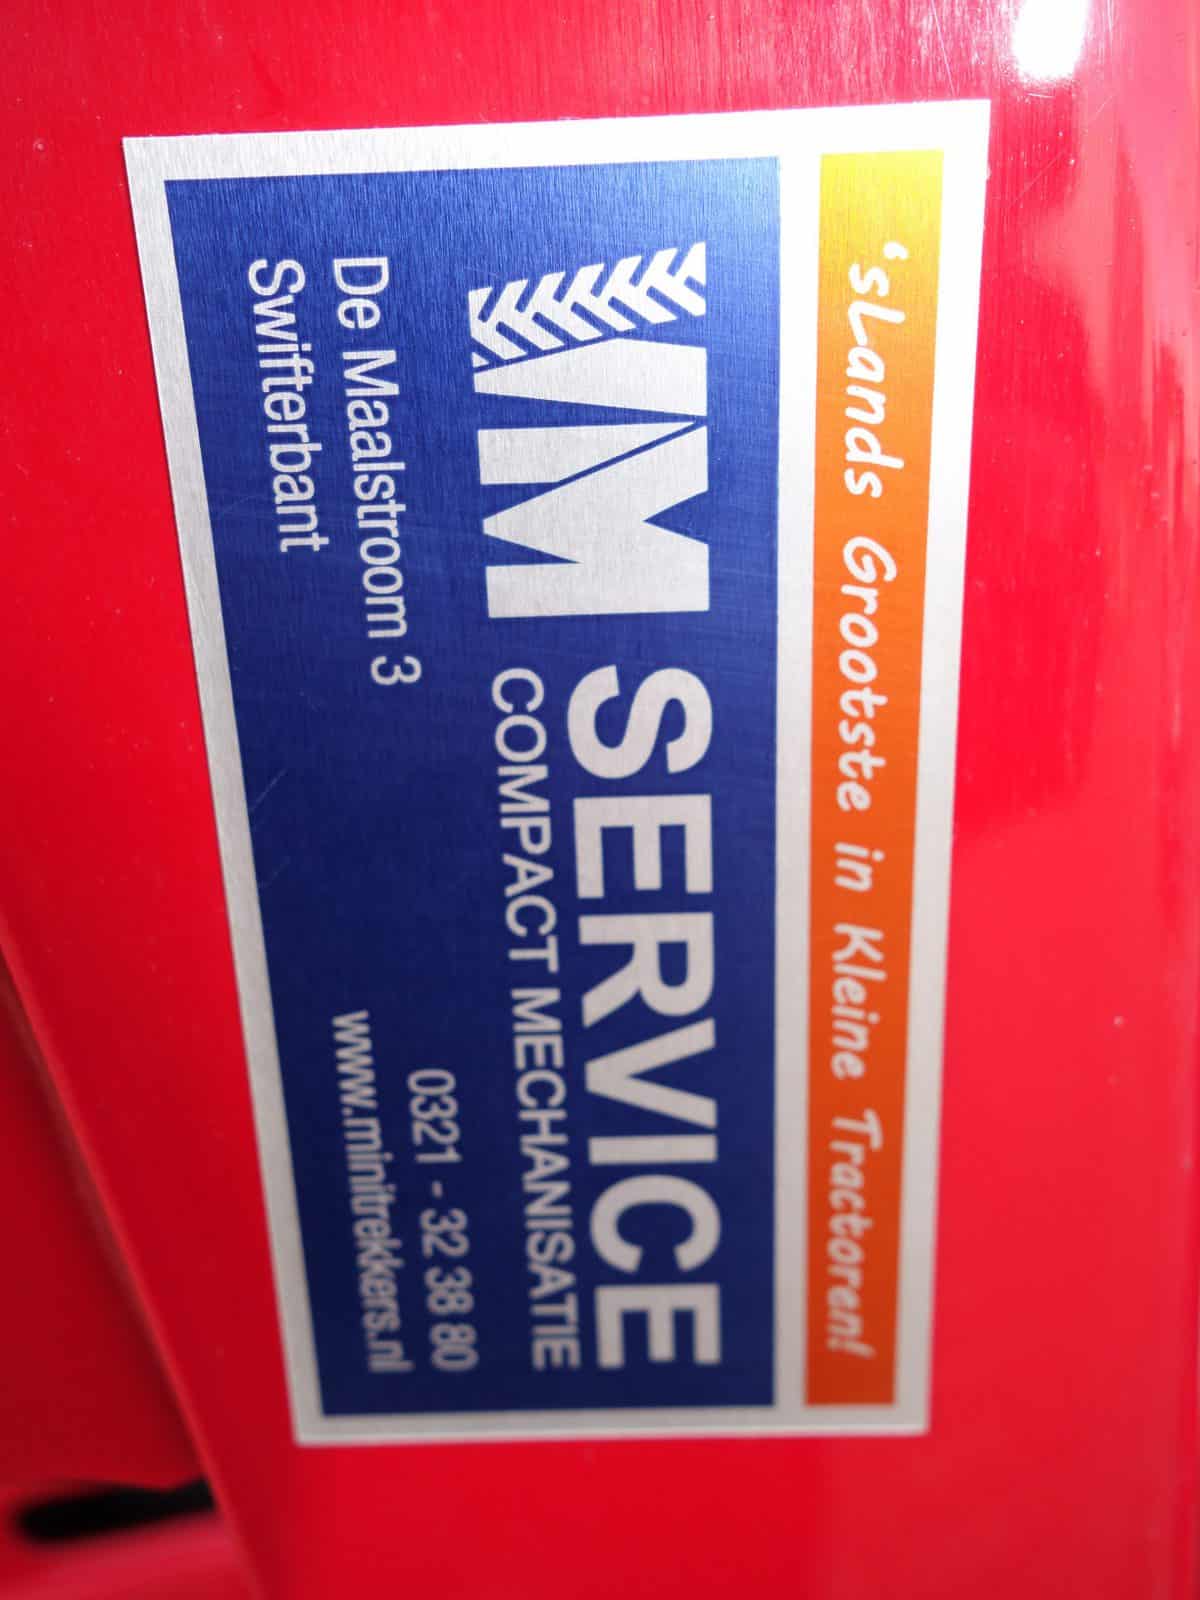 'sLands Grootste in Kleine Tractoren!
VM SERVICE
COMPACT MECHANISATIE
De Maalstroom 3
Swifterbant
0321 - 32 38 80
www.minitrekkers.nl